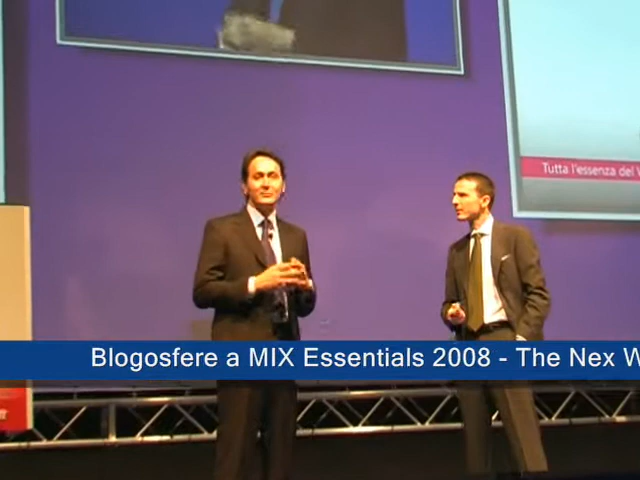 Tutta l'essenza del
Blogosfere a MIX Essentials 2008 - The Nex W